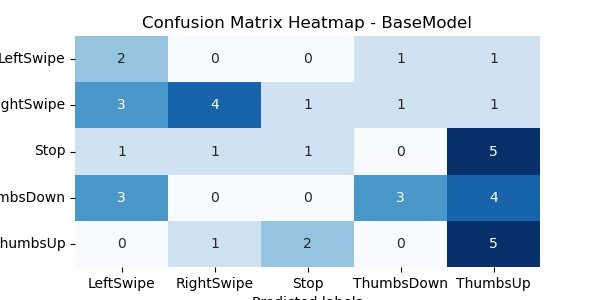 Confusion Matrix Heatmap - BaseModel
LeftSwipe 2 0 0 1 1
ghtSwipe 3 4 1 1 1
Stop 1 1 1 0 5
mbsDown 3 0 0 3 4
humbsUp 0 1 2 0 5
LeftSwipe RightSwipe Stop ThumbsDown ThumbsUp
Predicted labels